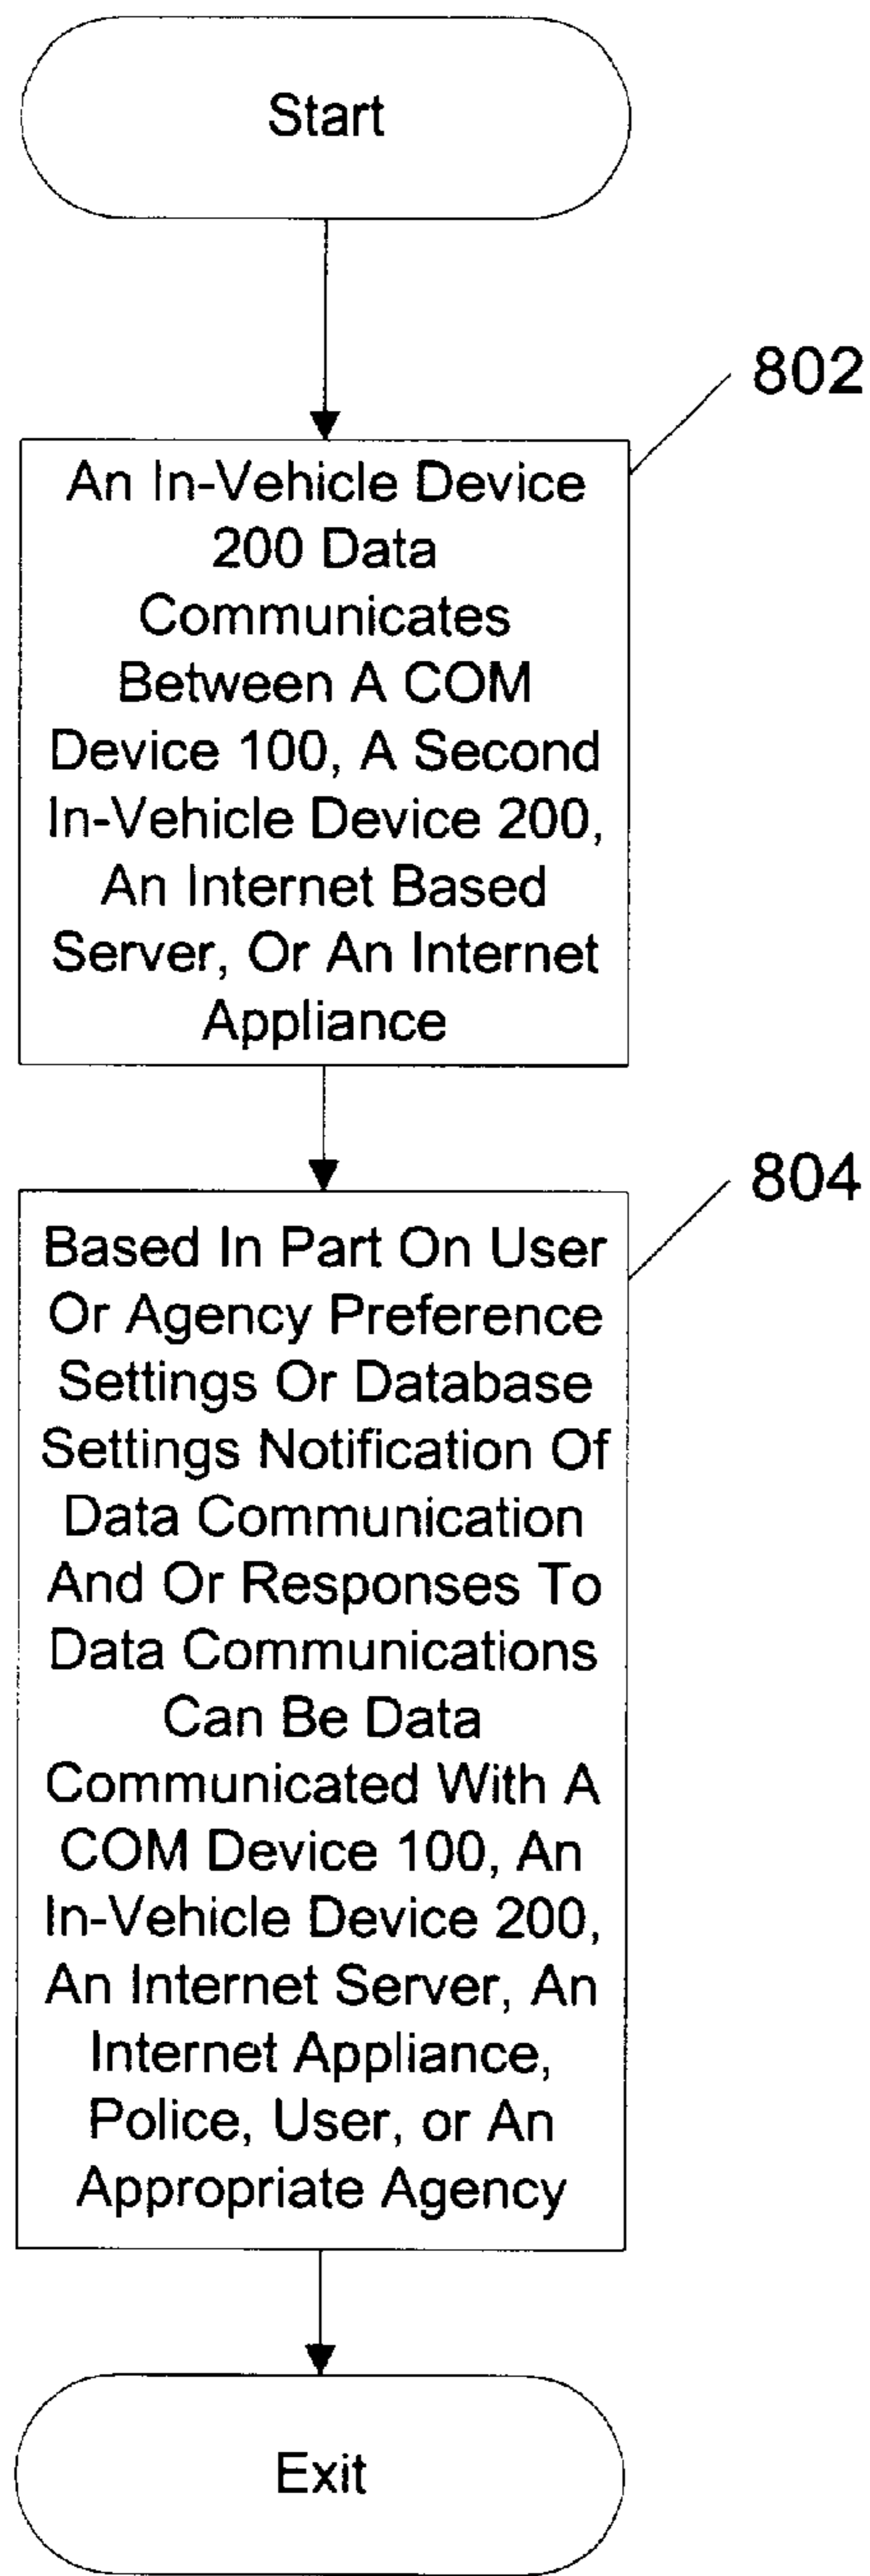 Start
802
An In-Vehicle Device
200 Data
Communicates
Between A COM
Device 100, A Second
In-Vehicle Device 200,
An Internet Based
Server, Or An Internet
Appliance
804
Based In Part On User
Or Agency Preference
Settings Or Database
Settings Notification Of
Data Communication
And Or Responses To
Data Communications
Can Be Data
Communicated With A
COM Device 100, An
In-Vehicle Device 200,
An Internet Server, An
Internet Appliance,
Police, User, or An
Appropriate Agency
Exit